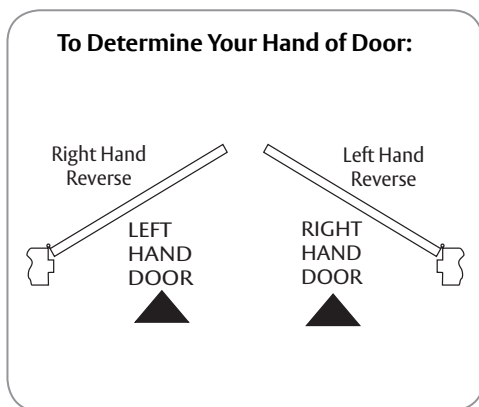 To Determine Your Hand of Door:
Right Hand
Reverse
Left Hand
Reverse
LEFT
HAND
DOOR
RIGHT
HAND
DOOR